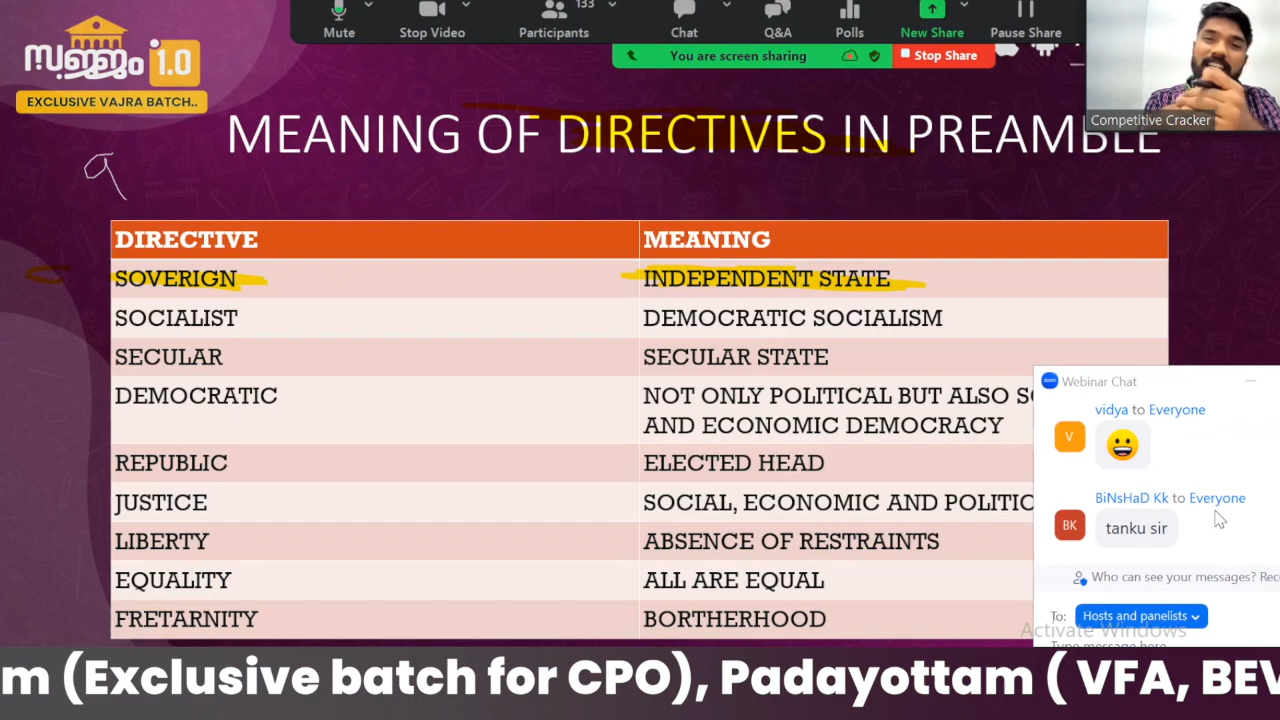 133
Mute
Stop Video
Participants
Chat
Q&A
Polls
New Share
Pause Share
You are screen sharing
Stop Share
i.0
EXCLUSIVE VAJRA BATCH..
Competitive Cracker
MEANING OF DIRECTIVES IN PREAMBLE
DIRECTIVE MEANING
SOVERIGN INDEPENDENT STATE
SOCIALIST DEMOCRATIC SOCIALISM
SECULAR SECULAR STATE
DEMOCRATIC NOT ONLY POLITICAL BUT ALSO
AND ECONOMIC DEMOCRACY
REPUBLIC ELECTED HEAD
JUSTICE SOCIAL, ECONOMIC AND POLITIC
LIBERTY ABSENCE OF RESTRAINTS
EQUALITY ALL ARE EQUAL
FRETARNITY BORTHERHOOD
Webinar Chat
vidya to Everyone
V
BiNsHaD Kk to Everyone
BK
tanku sir
Who can see your messages? Rec
To: Hosts and panelists
Activate Windows
m (Exclusive batch for CPO), Padayottam ( VFA, BEV